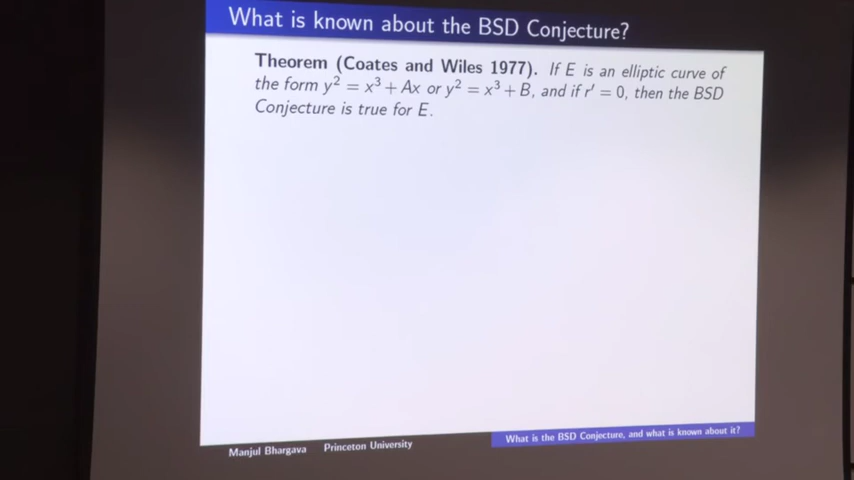 What is known about the BSD Conjecture?
Theorem (Coates and Wiles 1977). If E is an elliptic curve of
the form y² = x³ + Ax or y² = x³ + B, and if r′ = 0, then the BSD
Conjecture is true for E.
Manjul Bhargava Princeton University
What is the BSD Conjecture, and what is known about it?